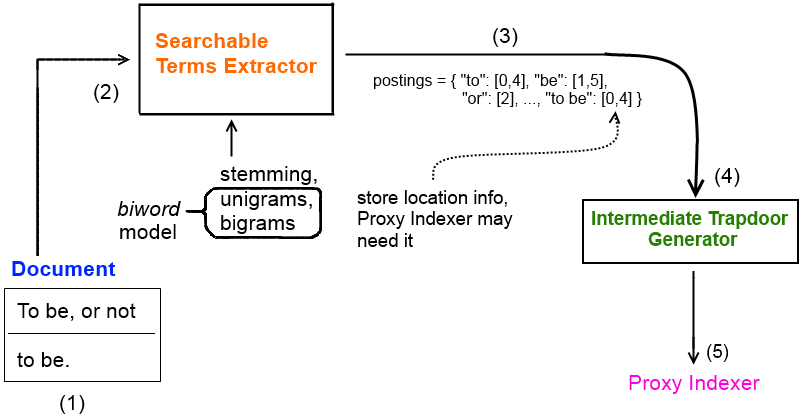 (3)
Searchable
Terms Extractor
(2)
postings = { "to": [0,4], "be": [1,5],
"or": [2], ..., "to be": [0,4] }
stemming,
unigrams,
bigrams
biword
model
store location info,
Proxy Indexer may
need it
(4)
Intermediate Trapdoor
Generator
Document
To be, or not
to be.
(1)
(5)
Proxy Indexer